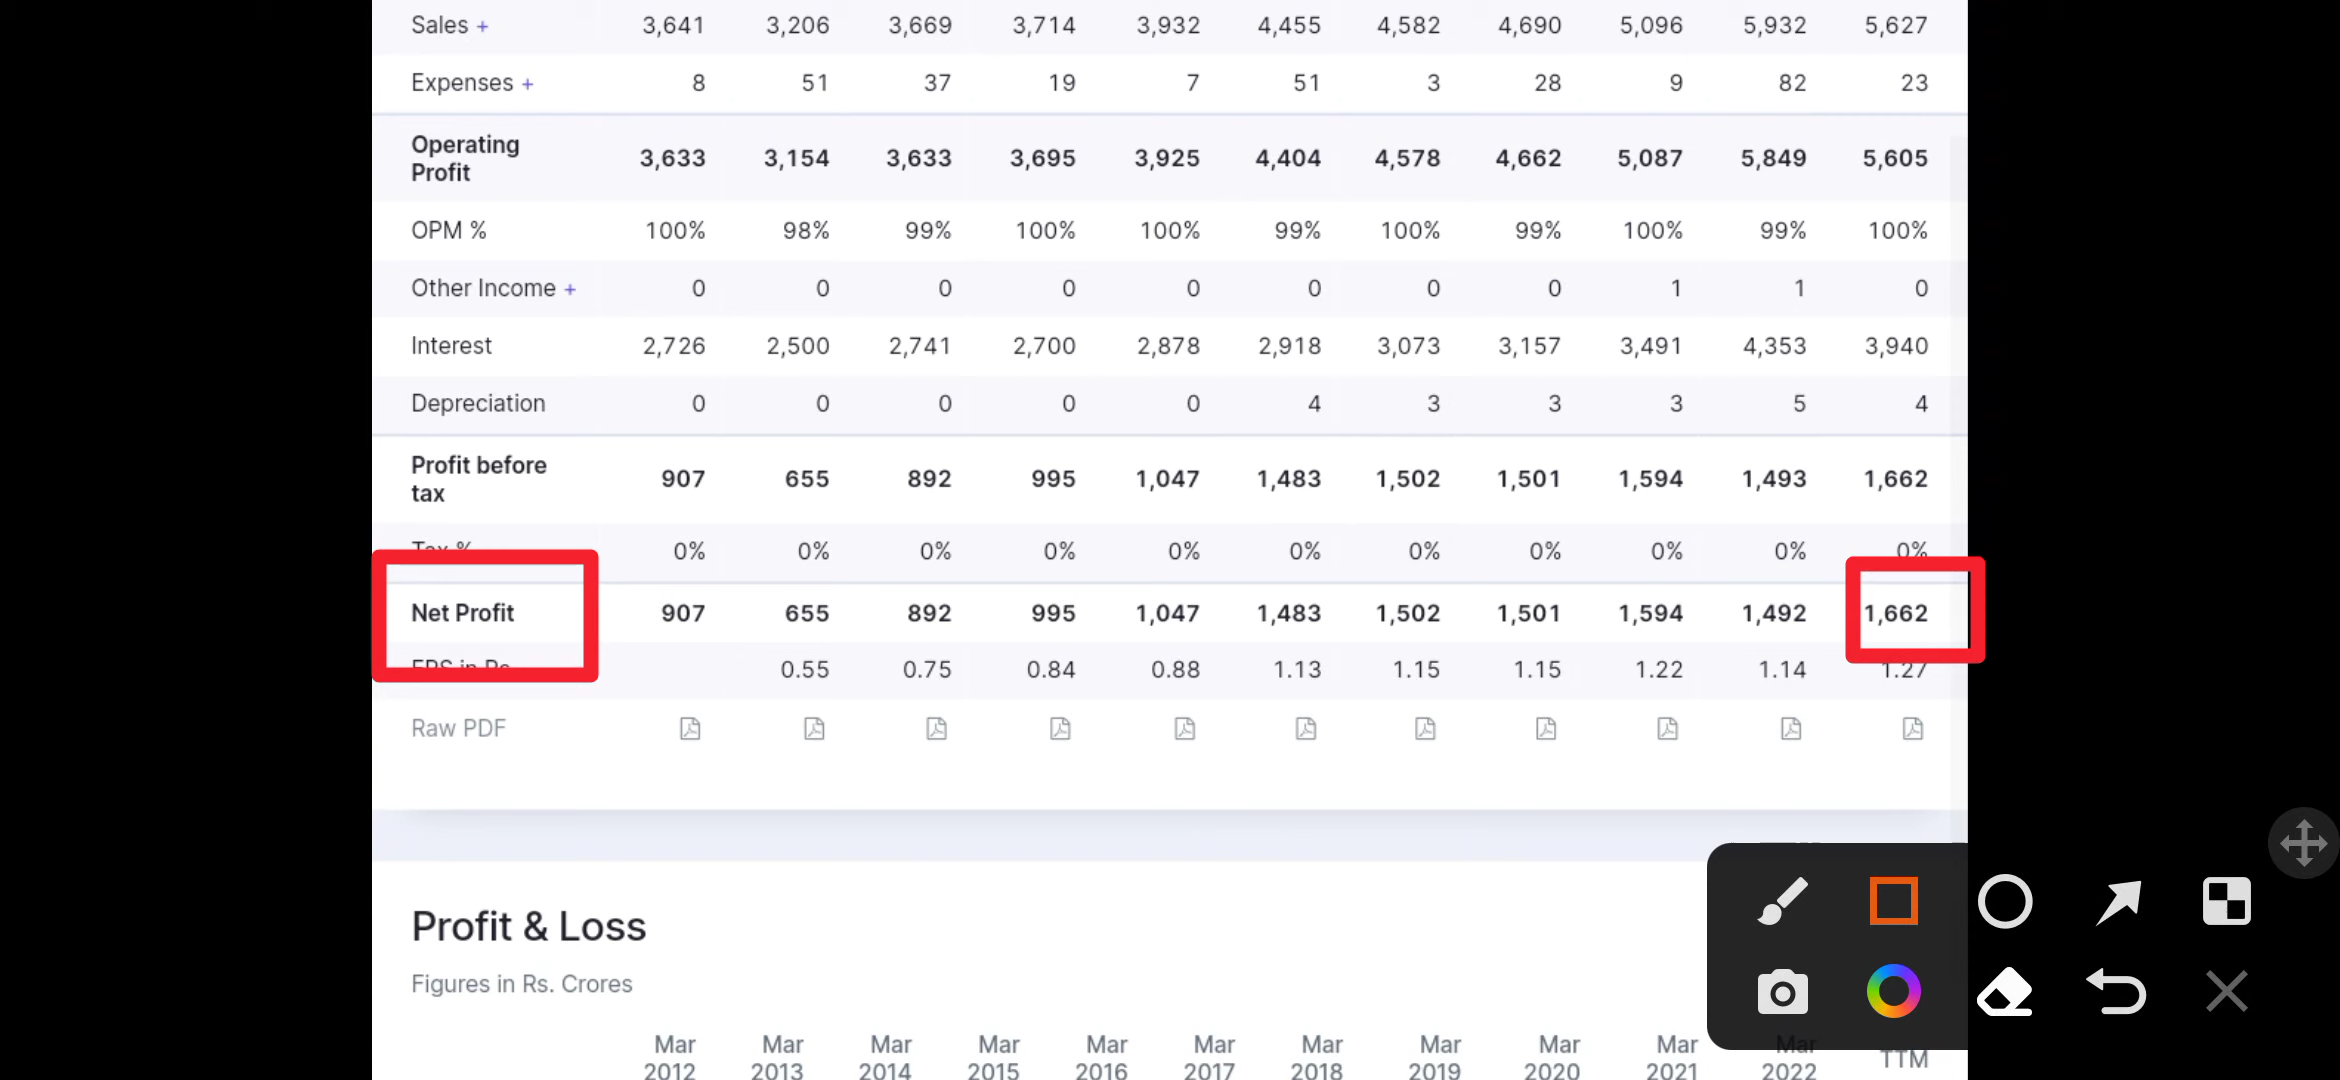 Sales + 3,641 3,206 3,669 3,714 3,932 4,455 4,582 4,690 5,096 5,932 5,627
Expenses + 8 51 37 19 7 51 3 28 9 82 23
Operating Profit 3,633 3,154 3,633 3,695 3,925 4,404 4,578 4,662 5,087 5,849 5,605
OPM % 100% 98% 99% 100% 100% 99% 100% 99% 100% 99% 100%
Other Income + 0 0 0 0 0 0 0 0 1 1 0
Interest 2,726 2,500 2,741 2,700 2,878 2,918 3,073 3,157 3,491 4,353 3,940
Depreciation 0 0 0 0 0 4 3 3 3 5 4
Profit before tax 907 655 892 995 1,047 1,483 1,502 1,501 1,594 1,493 1,662
Tax % 0% 0% 0% 0% 0% 0% 0% 0% 0% 0% 0%
Net Profit 907 655 892 995 1,047 1,483 1,502 1,501 1,594 1,492 1,662
EPS in Rs 0.55 0.75 0.84 0.88 1.13 1.15 1.15 1.22 1.14 1.27
Raw PDF
Profit & Loss
Figures in Rs. Crores
Mar 2012 Mar 2013 Mar 2014 Mar 2015 Mar 2016 Mar 2017 Mar 2018 Mar 2019 Mar 2020 Mar 2021 Mar 2022 TTM